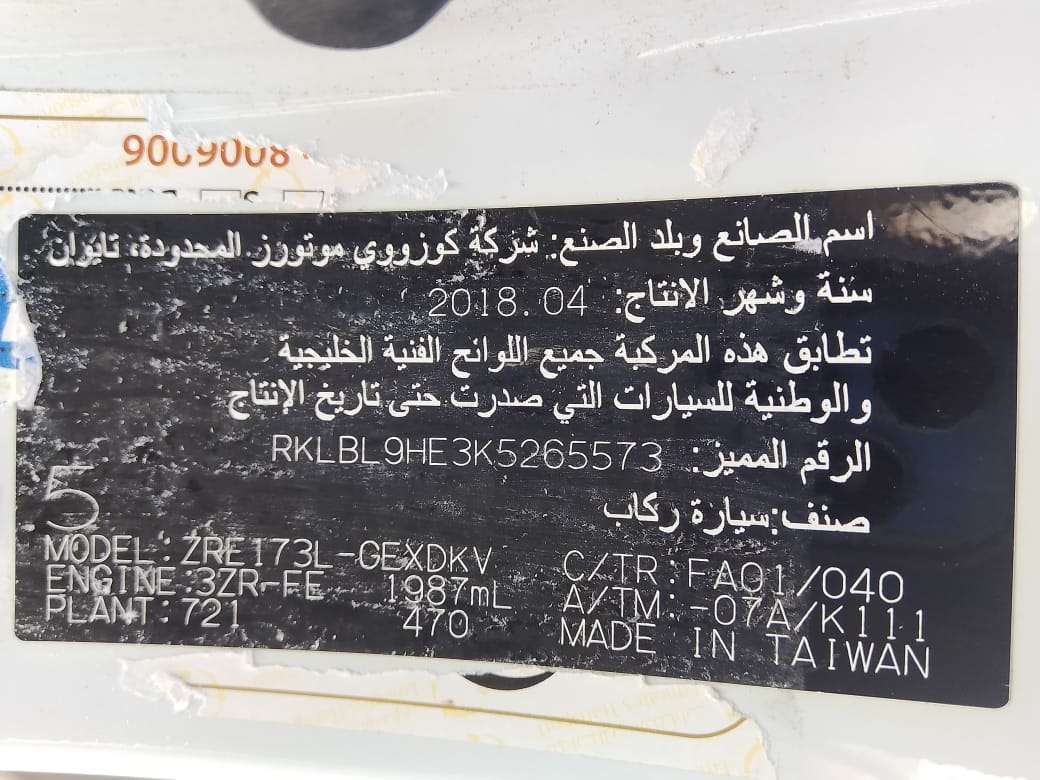 اسم الصانع وبلد الصنع: شركة كوزووي موتورز المحدودة، تايوان
سنة وشهر الانتاج: 2018.04
تطابق هذه المركبة جميع اللوائح الفنية الخليجية
والوطنية للسيارات التي صدرت حتى تاريخ الإنتاج
الرقم المميز: RKLBL9HE3K5265573
صنف:سيارة ركاب
5
MODEL:ZRE173L-GEXDKV C/TR:FA01/040
ENGINE:3ZR-FE 1987mL A/TM:-07A/K111
PLANT:721 470 MADE IN TAIWAN